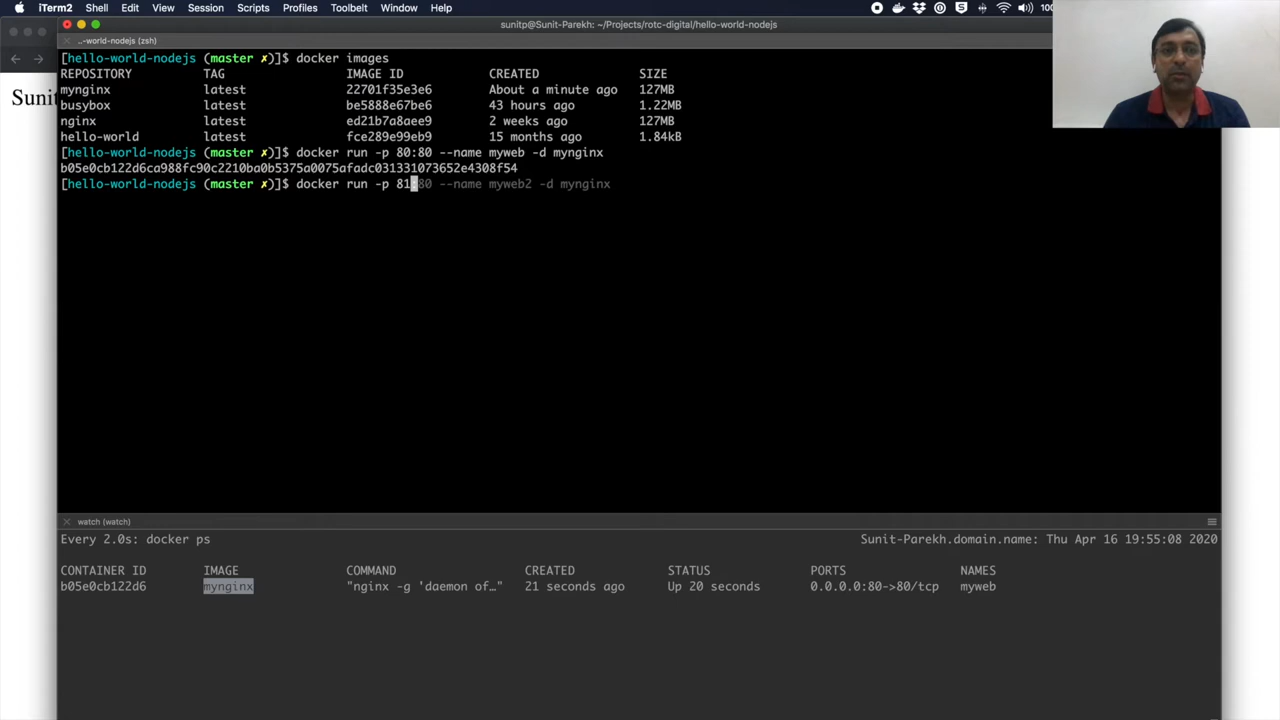 iTerm2 Shell Edit View Session Scripts Profiles Toolbelt Window Help
sunitp@Sunit-Parekh: ~/Projects/rotc-digital/hello-world-nodejs
..-world-nodejs (zsh)
Sunit
[hello-world-nodejs (master ✗)]$ docker images
REPOSITORY TAG IMAGE ID CREATED SIZE
mynginx latest 22701f35e3e6 About a minute ago 127MB
busybox latest be5888e67be6 43 hours ago 1.22MB
nginx latest ed21b7a8aee9 2 weeks ago 127MB
hello-world latest fce289e99eb9 15 months ago 1.84kB
[hello-world-nodejs (master ✗)]$ docker run -p 80:80 --name myweb -d mynginx
b05e0cb122d6ca988fc90c2210ba0b5375a0075afadc031331073652e4308f54
[hello-world-nodejs (master ✗)]$ docker run -p 81:80 --name myweb2 -d mynginx
watch (watch)
Every 2.0s: docker ps Sunit-Parekh.domain.name: Thu Apr 16 19:55:08 2020
CONTAINER ID IMAGE COMMAND CREATED STATUS PORTS NAMES
b05e0cb122d6 mynginx "nginx -g 'daemon of…" 21 seconds ago Up 20 seconds 0.0.0.0:80->80/tcp myweb